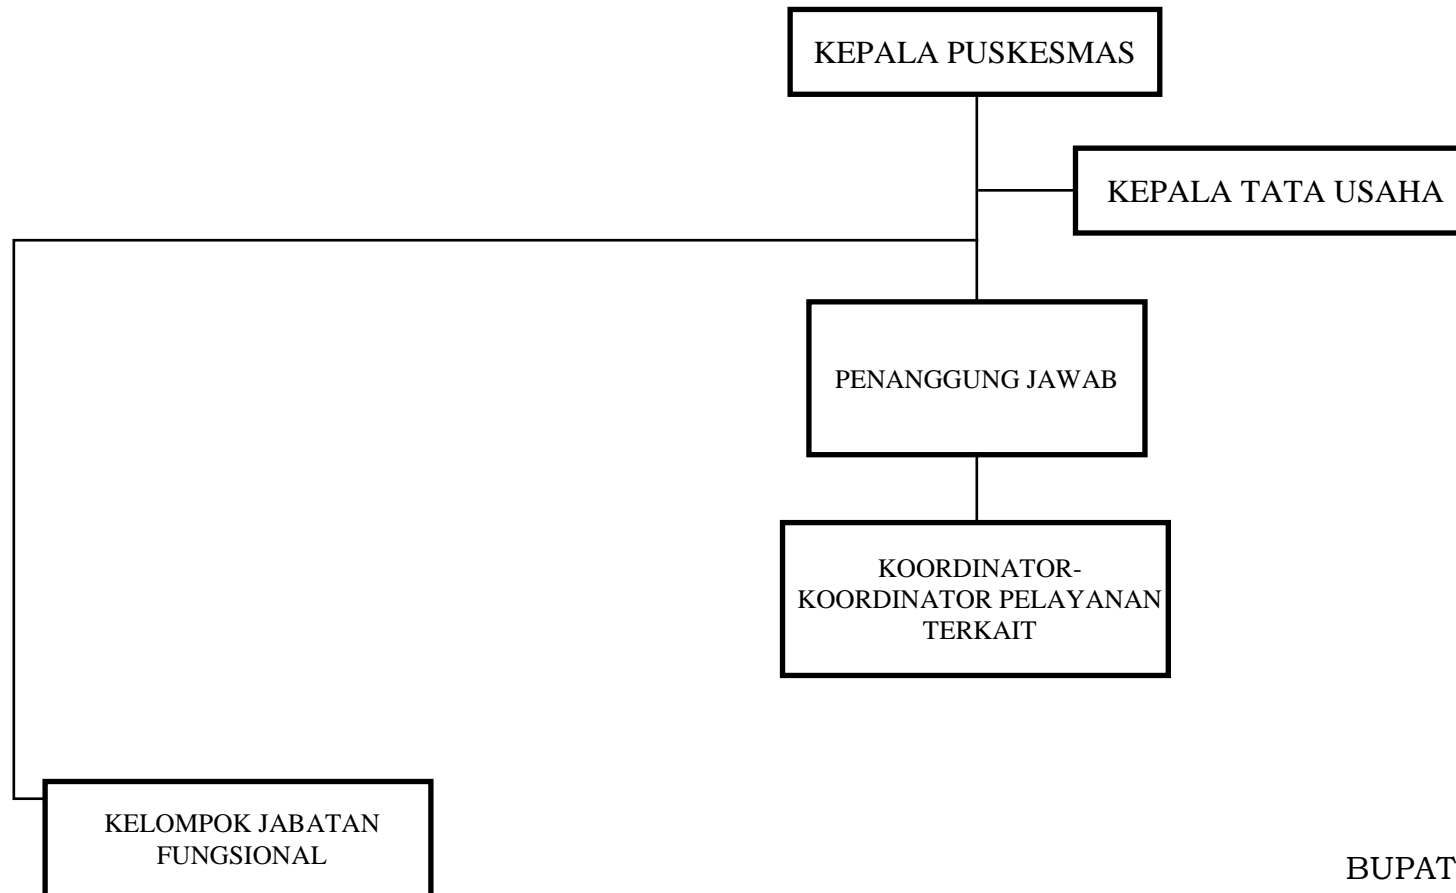 KEPALA PUSKESMAS
KEPALA TATA USAHA
PENANGGUNG JAWAB
KOORDINATOR-
KOORDINATOR PELAYANAN
TERKAIT
KELOMPOK JABATAN
FUNGSIONAL
BUPAT